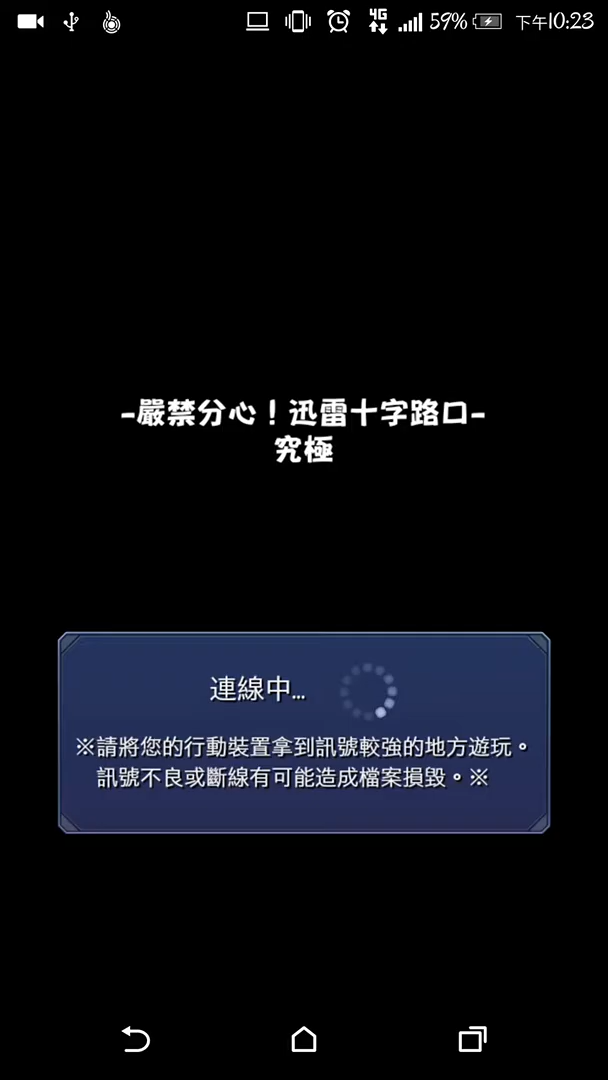 4G 59% 下午10:23
-嚴禁分心！迅雷十字路口-
究極
連線中...
※請將您的行動裝置拿到訊號較強的地方遊玩。
訊號不良或斷線有可能造成檔案損毀。※